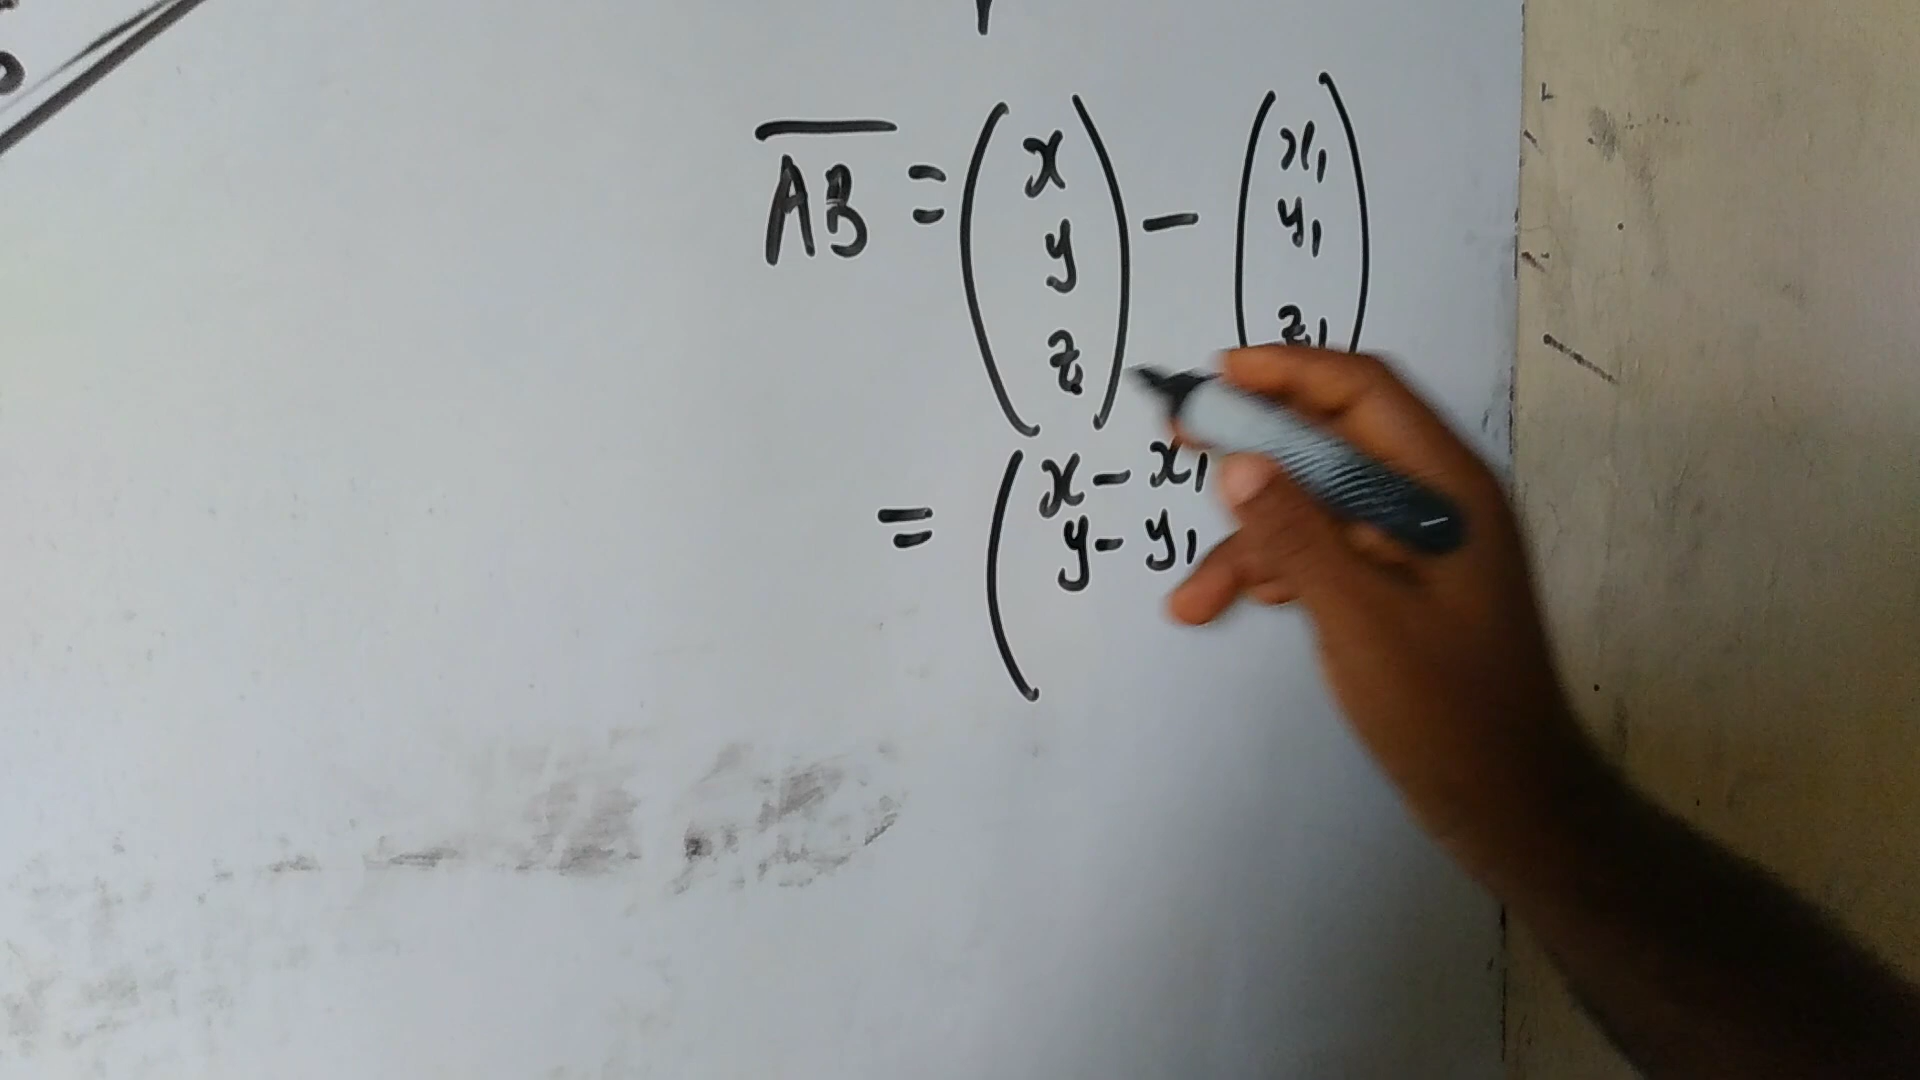 AB = ( x y z ) - ( x₁ y₁ z₁ )
= ( x - x₁
y - y₁